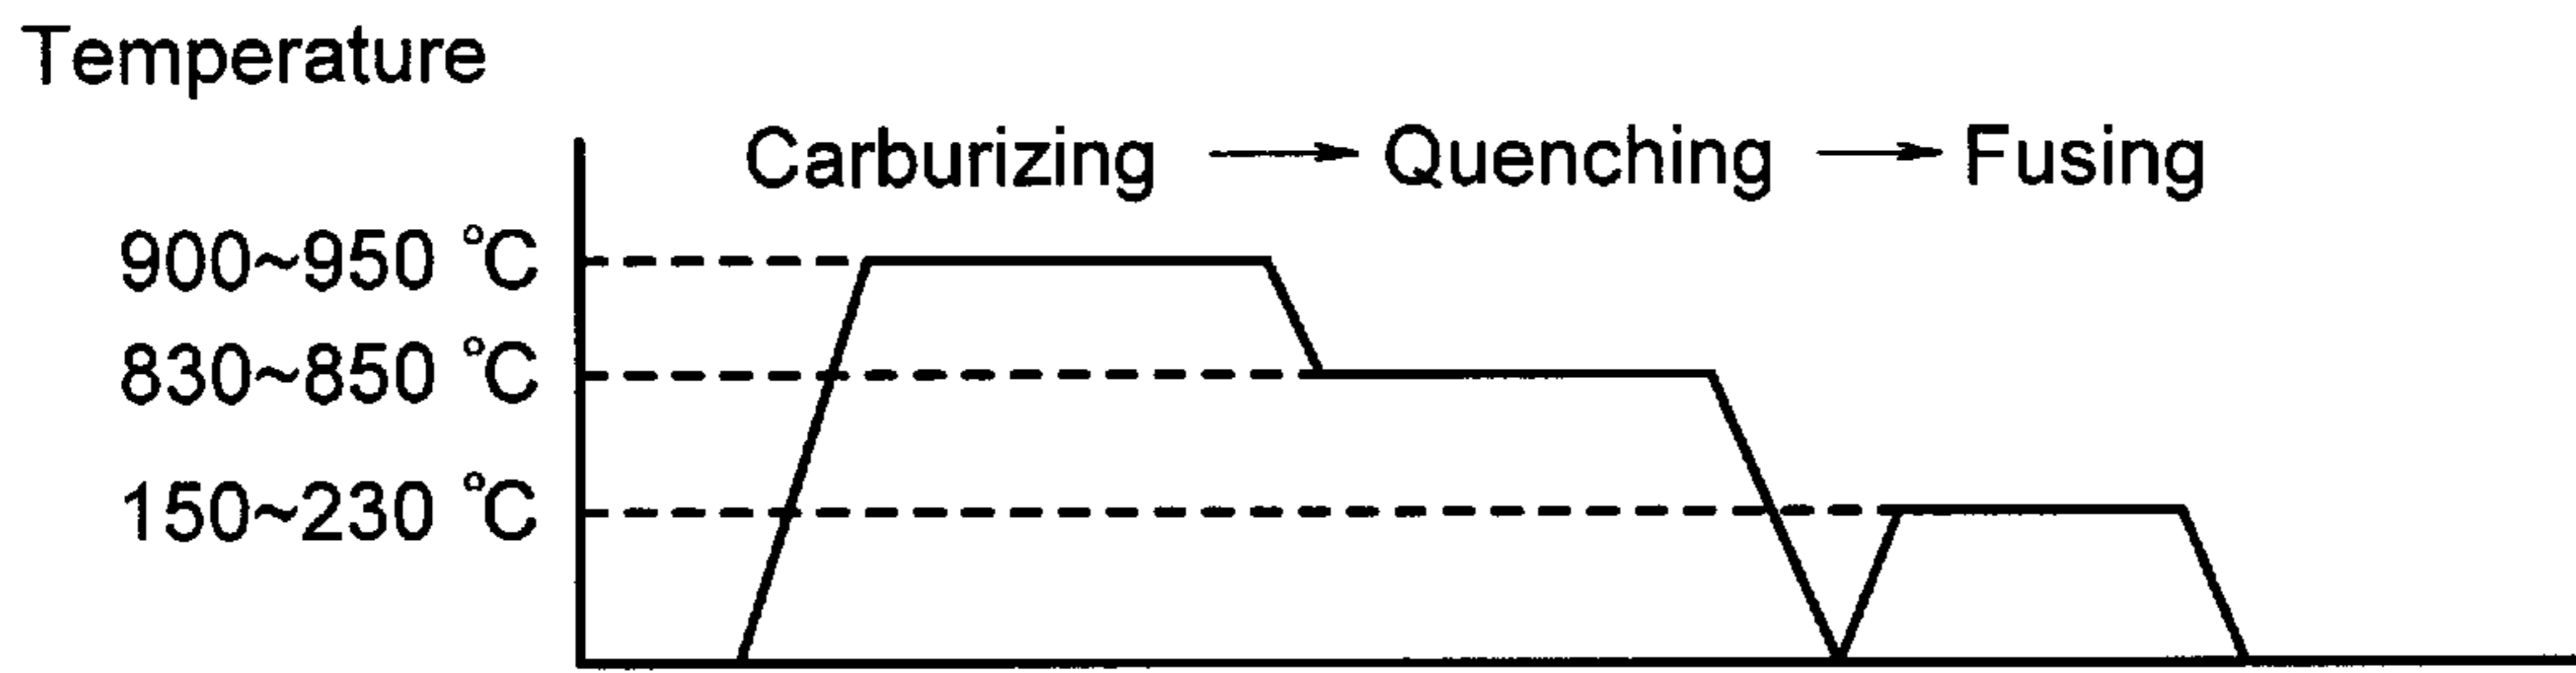 Temperature
Carburizing → Quenching → Fusing
900~950 °C
830~850 °C
150~230 °C